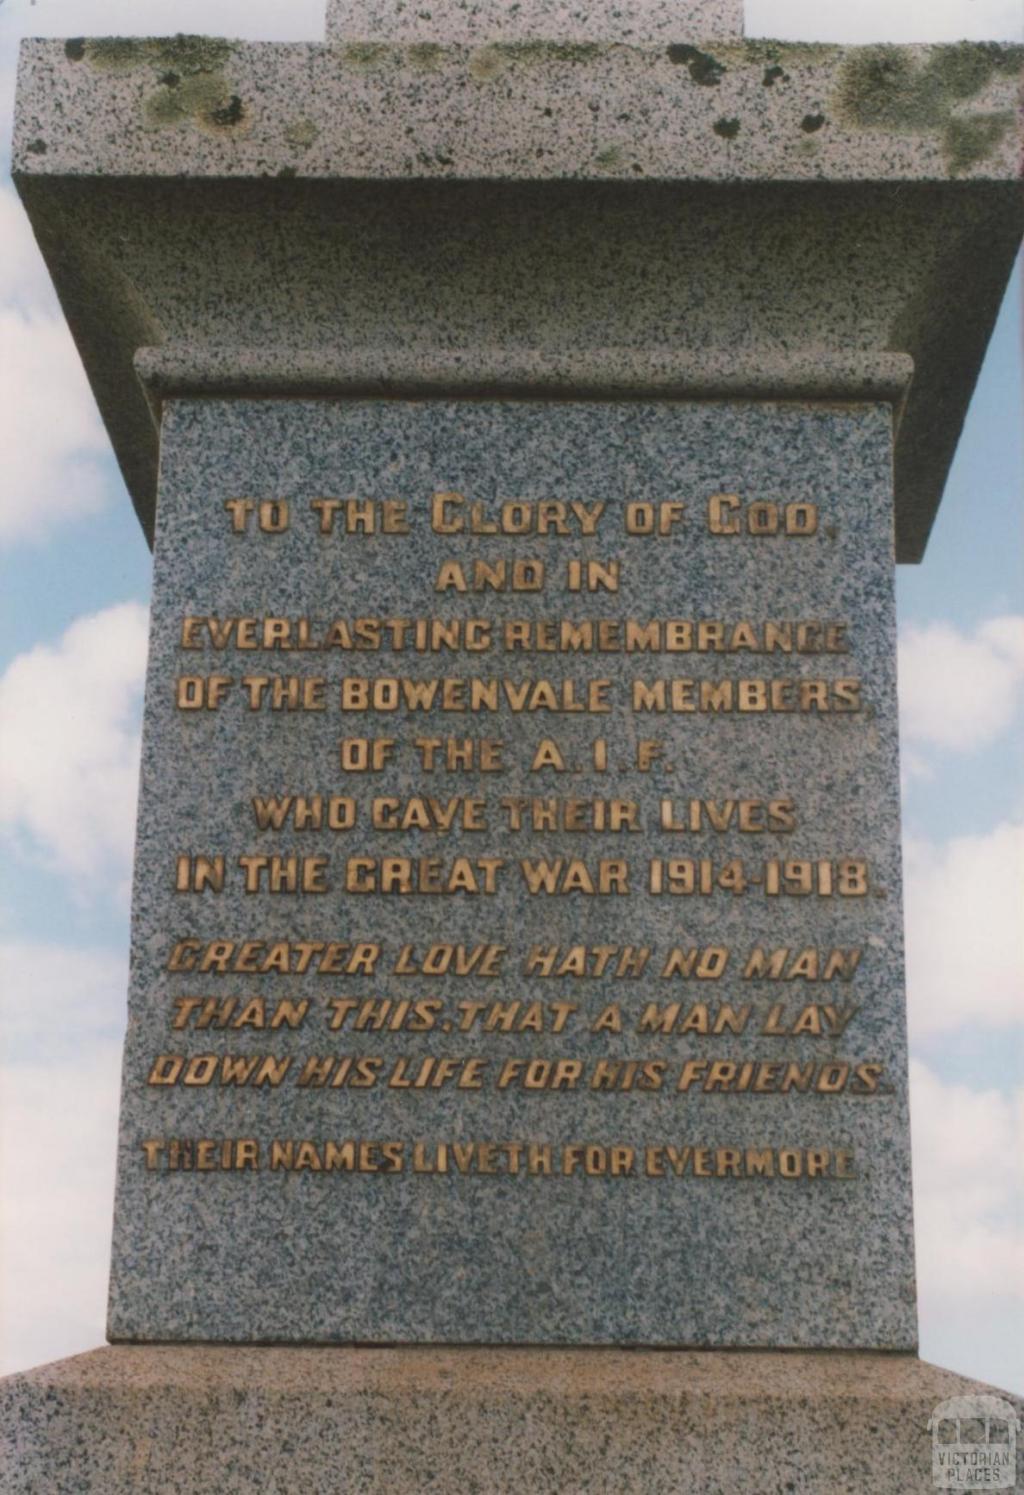 TO THE GLORY OF GOD,
AND IN
EVERLASTING REMEMBRANCE
OF THE BOWENVALE MEMBERS,
OF THE A.I.F.
WHO GAVE THEIR LIVES
IN THE GREAT WAR 1914-1918.
GREATER LOVE HATH NO MAN
THAN THIS, THAT A MAN LAY
DOWN HIS LIFE FOR HIS FRIENDS.
THEIR NAMES LIVETH FOR EVERMORE
VICTORIAN
PLACES